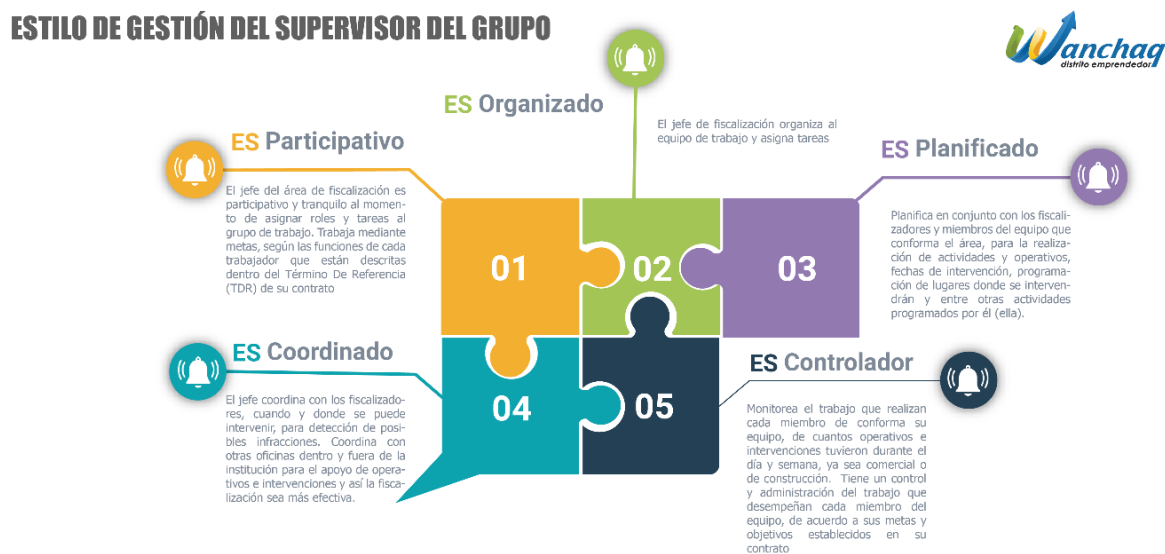 ESTILO DE GESTIÓN DEL SUPERVISOR DEL GRUPO
Wanchaq
distrito emprendedor
ES Organizado
El jefe de fiscalización organiza al
equipo de trabajo y asigna tareas
ES Participativo
El jefe del área de fiscalización es
participativo y tranquilo al momen-
to de asignar roles y tareas al
grupo de trabajo. Trabaja mediante
metas, según las funciones de cada
trabajador que están descritas
dentro del Término De Referencia
(TDR) de su contrato
ES Planificado
Planifica en conjunto con los fiscali-
zadores y miembros del equipo que
conforma el área, para la realiza-
ción de actividades y operativos,
fechas de intervención, programa-
ción de lugares donde se interven-
drán y entre otras actividades
programados por él (ella).
01
02
03
ES Coordinado
El jefe coordina con los fiscalizado-
res, cuando y donde se puede
intervenir, para detección de posi-
bles infracciones. Coordina con
otras oficinas dentro y fuera de la
institución para el apoyo de opera-
tivos e intervenciones y así la fisca-
lización sea más efectiva.
04
05
ES Controlador
Monitorea el trabajo que realizan
cada miembro de conforma su
equipo, de cuantos operativos e
intervenciones tuvieron durante el
día y semana, ya sea comercial o
de construcción. Tiene un control
y administración del trabajo que
desempeñan cada miembro del
equipo, de acuerdo a sus metas y
objetivos establecidos en su
contrato